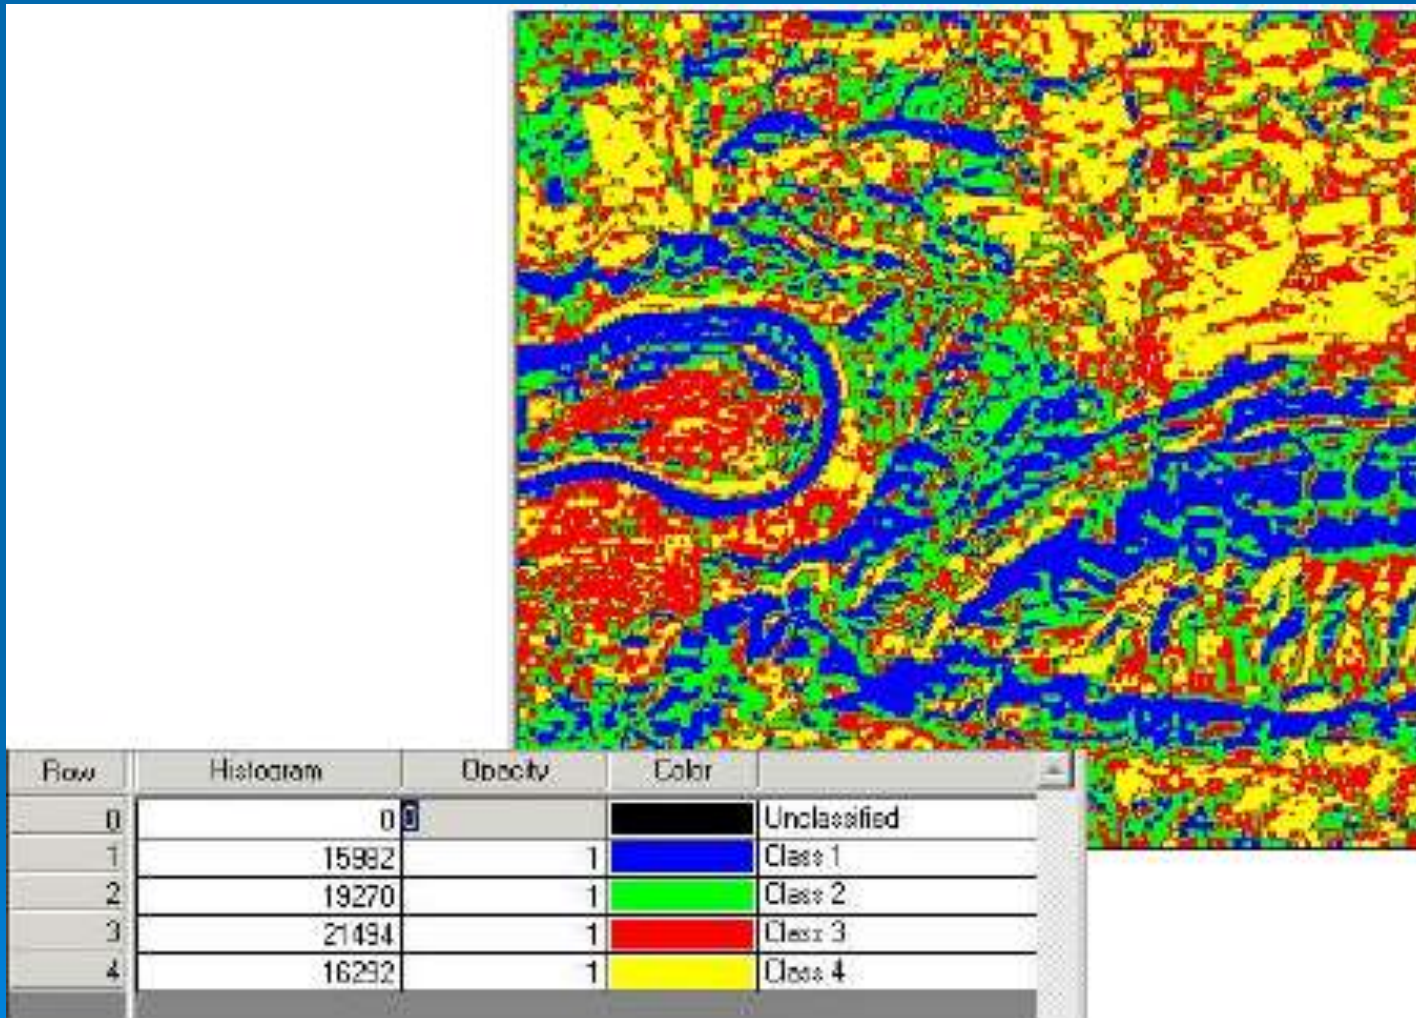 Row Histogram Opacity Color
0 0 0 Unclassified
1 15982 1 Class 1
2 19270 1 Class 2
3 21494 1 Class 3
4 16292 1 Class 4